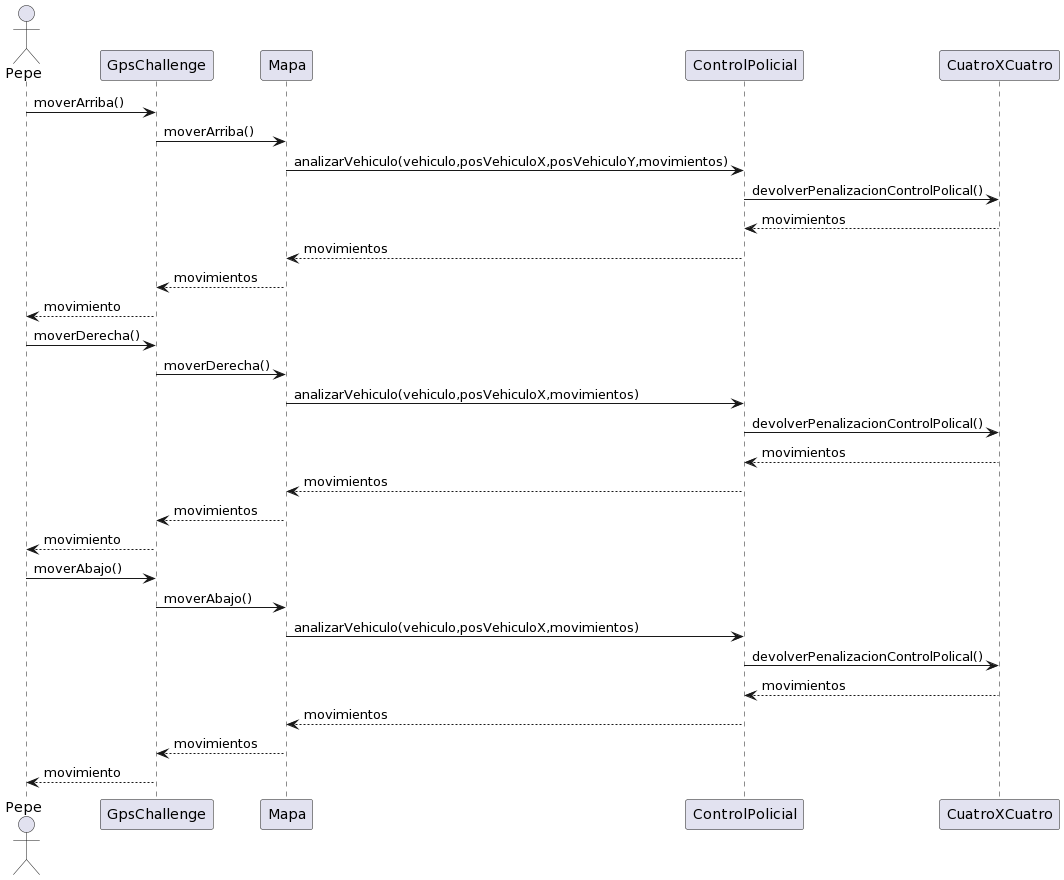 Pepe
GpsChallenge
Mapa
ControlPolicial
CuatroXCuatro
moverArriba()
moverArriba()
analizarVehiculo(vehiculo,posVehiculoX,posVehiculoY,movimientos)
devolverPenalizacionControlPolical()
movimientos
movimientos
movimientos
movimiento
moverDerecha()
moverDerecha()
analizarVehiculo(vehiculo,posVehiculoX,movimientos)
devolverPenalizacionControlPolical()
movimientos
movimientos
movimientos
movimiento
moverAbajo()
moverAbajo()
analizarVehiculo(vehiculo,posVehiculoX,movimientos)
devolverPenalizacionControlPolical()
movimientos
movimientos
movimientos
movimiento
Pepe
GpsChallenge
Mapa
ControlPolicial
CuatroXCuatro